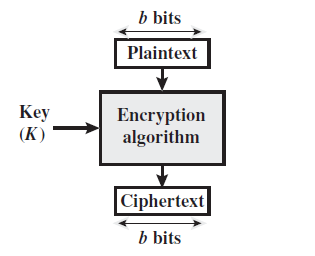 b bits
Plaintext
Key
(K)
Encryption
algorithm
Ciphertext
b bits